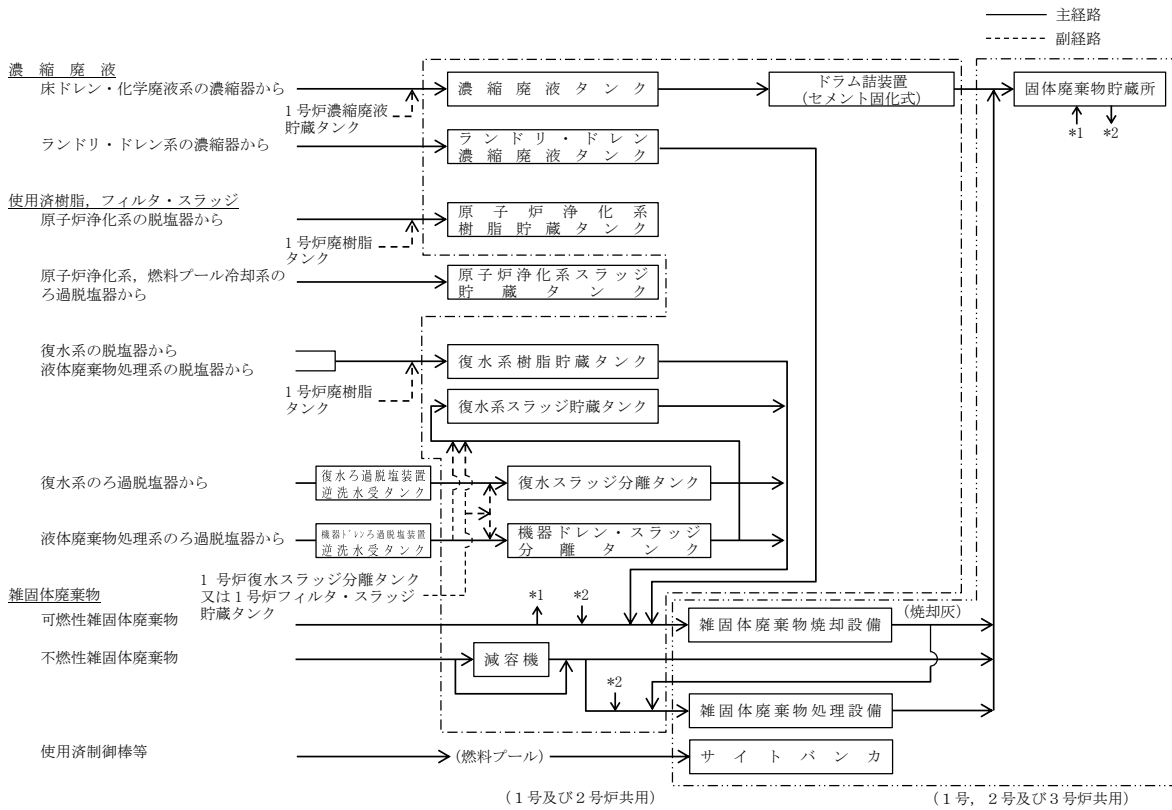 主経路
副経路
濃縮廃液
床ドレン・化学廃液系の濃縮器から
1号炉濃縮廃液
貯蔵タンク
濃縮廃液タンク
ドラム詰装置
(セメント固化式)
固体廃棄物貯蔵所
*1
*2
ランドリ・ドレン系の濃縮器から
ランドリ・ドレン
濃縮廃液タンク
使用済樹脂,フィルタ・スラッジ
原子炉浄化系の脱塩器から
1号炉廃樹脂
タンク
原子炉浄化系
樹脂貯蔵タンク
原子炉浄化系,燃料プール冷却系の
ろ過脱塩器から
原子炉浄化系スラッジ
貯蔵タンク
復水系の脱塩器から
液体廃棄物処理系の脱塩器から
1号炉廃樹脂
タンク
復水系樹脂貯蔵タンク
復水系スラッジ貯蔵タンク
復水系のろ過脱塩器から
復水ろ過脱塩装置
逆洗水受タンク
復水スラッジ分離タンク
液体廃棄物処理系のろ過脱塩器から
機器ドレンろ過脱塩装置
逆洗水受タンク
機器ドレン・スラッジ
分離タンク
1号炉復水スラッジ分離タンク
又は1号炉フィルタ・スラッジ
貯蔵タンク
雑固体廃棄物
可燃性雑固体廃棄物
*1
*2
雑固体廃棄物焼却設備
(焼却灰)
不燃性雑固体廃棄物
減容機
*2
雑固体廃棄物処理設備
使用済制御棒等
(燃料プール)
サイトバンカ
(1号及び2号炉共用)
(1号,2号及び3号炉共用)